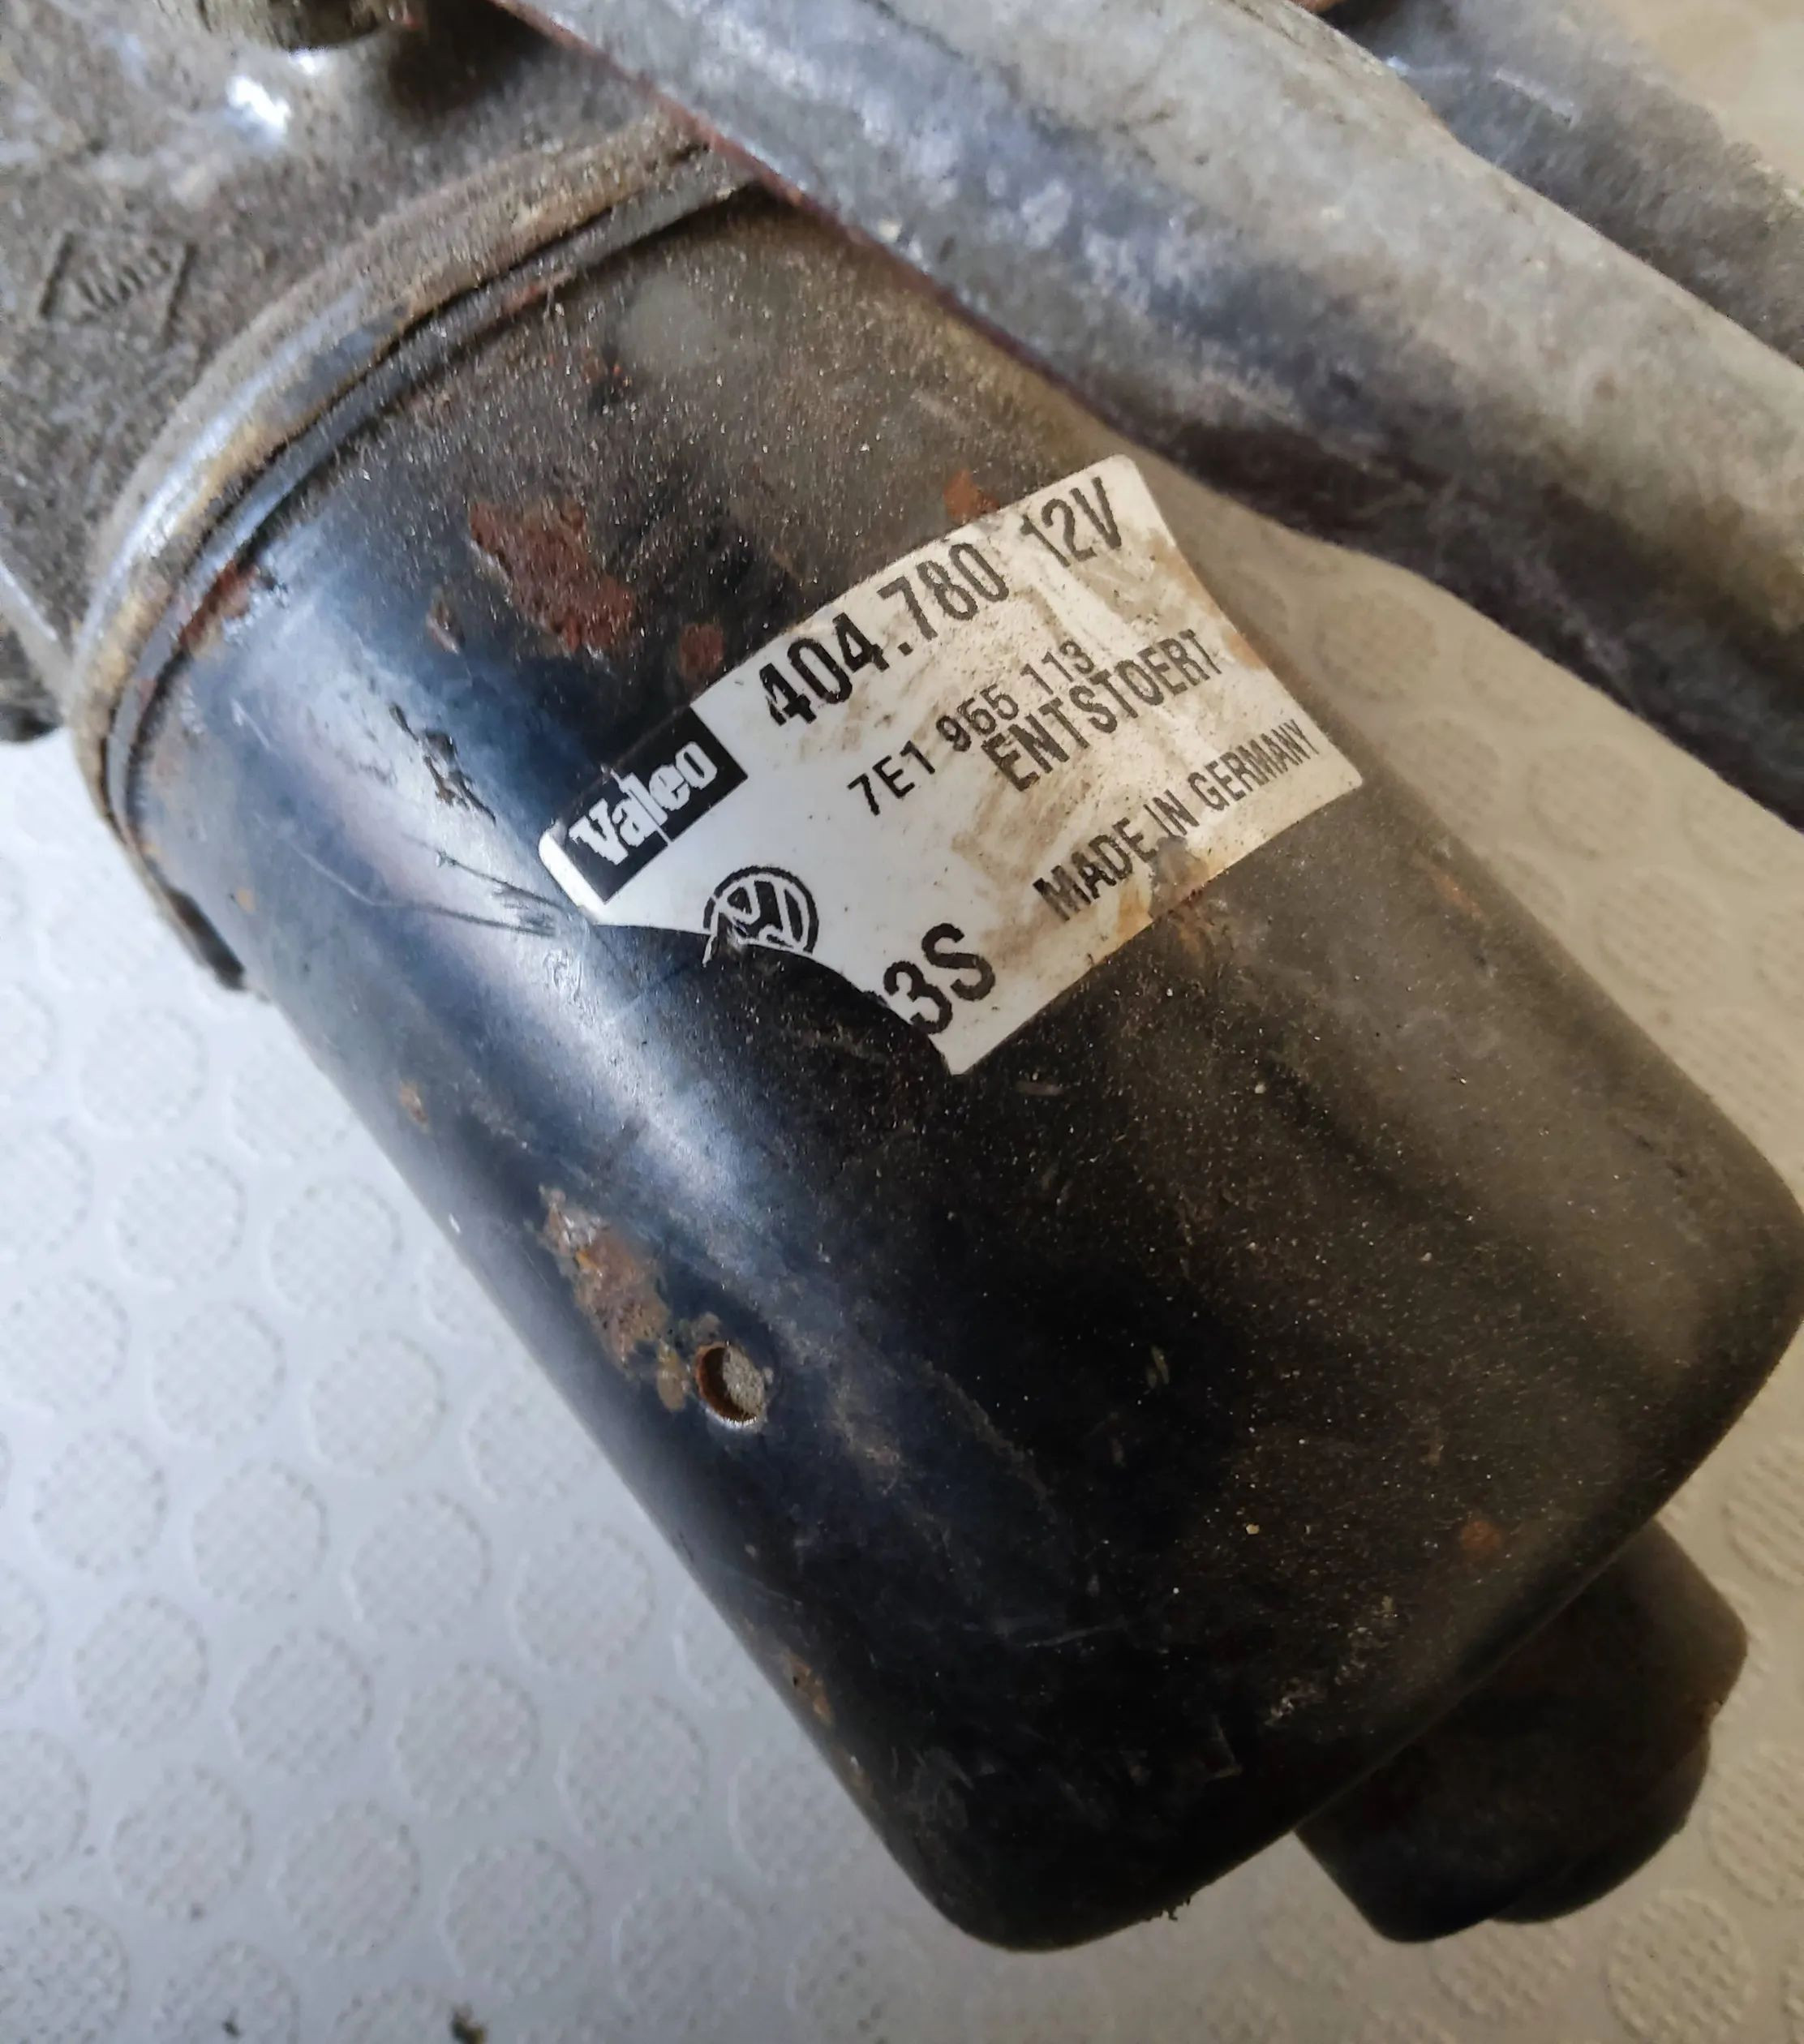 404.780 12V
Valeo
7E1 955 113
ENTSTOERT
MADE IN GERMANY
3S